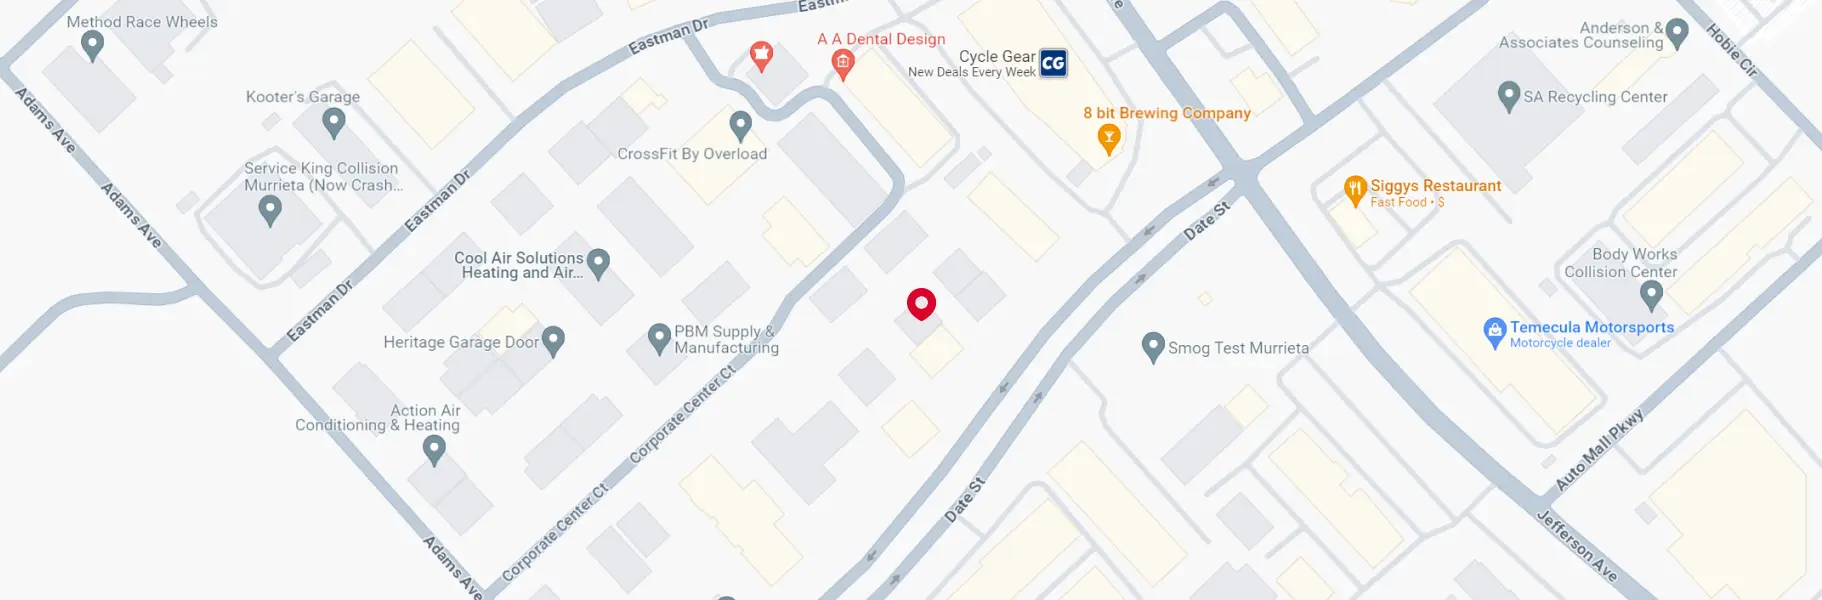 Method Race Wheels
Eastman Dr
Eastm
A A Dental Design
Cycle Gear
New Deals Every Week
CG
e
Anderson &
Associates Counseling
Hobie Cir
Adams Ave
Kooter's Garage
SA Recycling Center
8 bit Brewing Company
CrossFit By Overload
Service King Collision
Murrieta (Now Crash...
Adams Ave
Eastman Dr
Siggys Restaurant
Fast Food • $
Date St
Cool Air Solutions
Heating and Air...
Body Works
Collision Center
Eastman Dr
Heritage Garage Door
PBM Supply &
Manufacturing
Smog Test Murrieta
Temecula Motorsports
Motorcycle dealer
Action Air
Conditioning & Heating
Corporate Center Ct
Auto Mall Pkwy
Date St
Corporate Center Ct
Adams Ave
Jefferson Ave